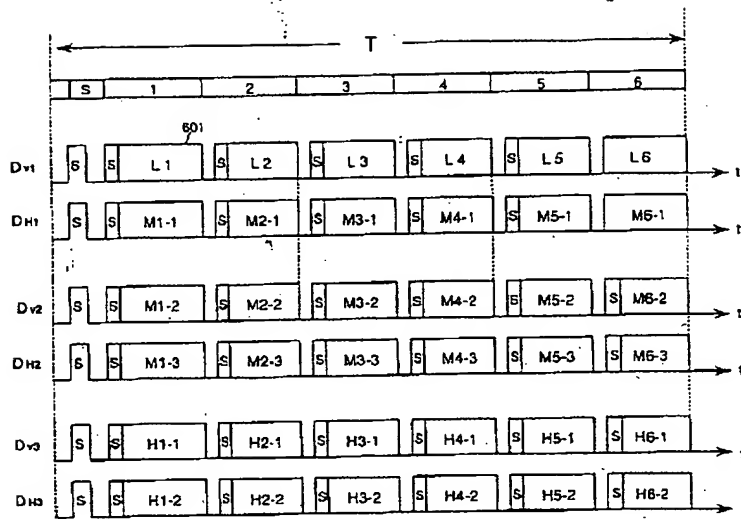 T
S 1 2 3 4 5 6
601
Dv1 S S L1 S L2 S L3 S L4 S L5 L6 t
DH1 S S M1-1 S M2-1 S M3-1 S M4-1 S M5-1 M6-1 t
Dv2 S S M1-2 S M2-2 S M3-2 S M4-2 S M5-2 S M6-2 t
DH2 S S M1-3 S M2-3 S M3-3 S M4-3 S M5-3 S M6-3 t
Dv3 S S H1-1 S H2-1 S H3-1 S H4-1 S H5-1 S H6-1
DH3 S S H1-2 S H2-2 S H3-2 S H4-2 S H5-2 S H6-2